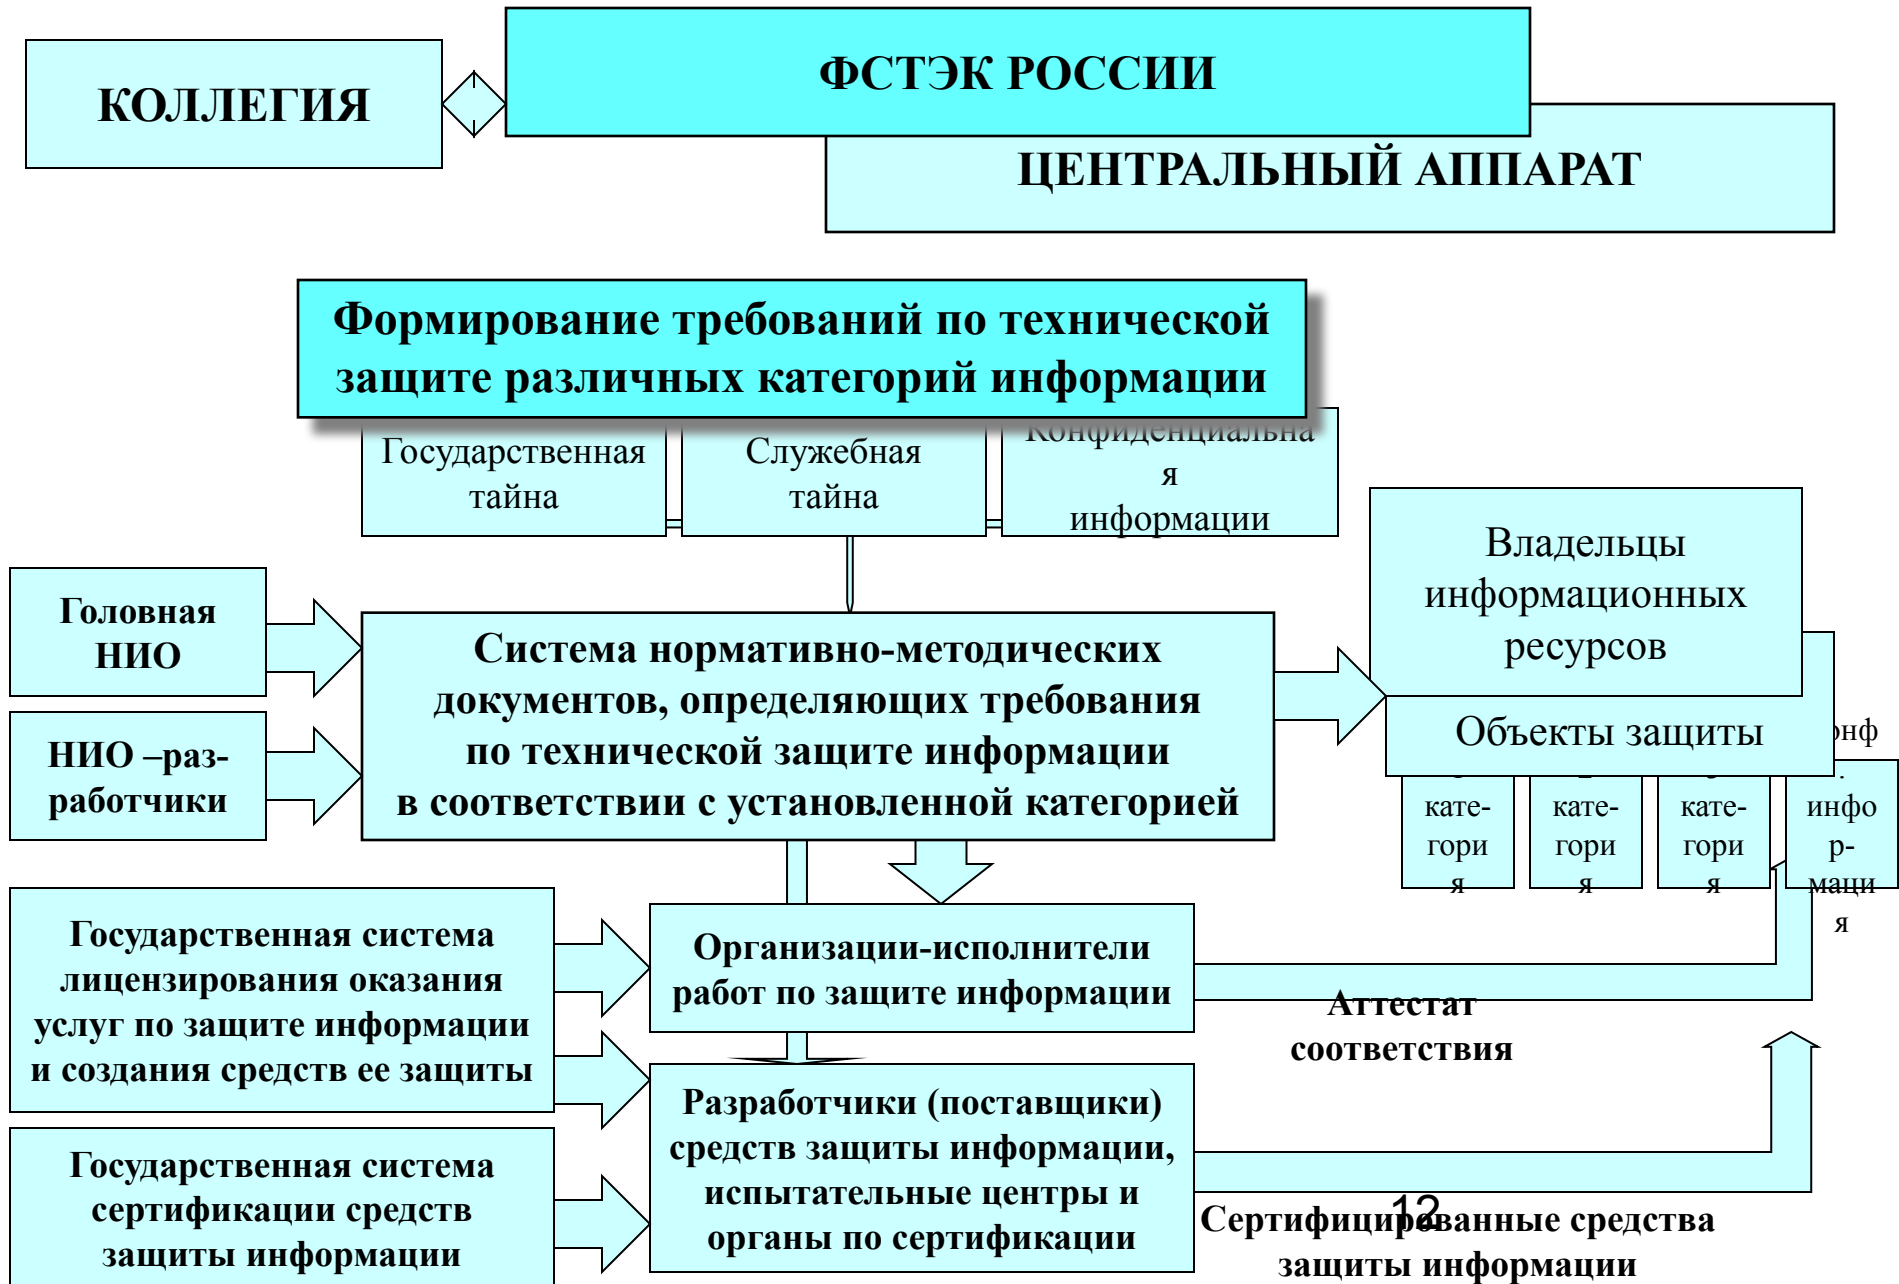 КОЛЛЕГИЯ
ФСТЭК РОССИИ
ЦЕНТРАЛЬНЫЙ АППАРАТ
Формирование требований по технической
защите различных категорий информации
Государственная
тайна
Служебная
тайна
Конфиденциальна
я
информации
Владельцы
информационных
ресурсов
Объекты защиты
Головная
НИО
НИО –раз-
работчики
Система нормативно-методических
документов, определяющих требования
по технической защите информации
в соответствии с установленной категорией
кате-
гори
я
кате-
гори
я
кате-
гори
я
инфо
р-
маци
я
Государственная система
лицензирования оказания
услуг по защите информации
и создания средств ее защиты
Организации-исполнители
работ по защите информации
Аттестат
соответствия
Государственная система
сертификации средств
защиты информации
Разработчики (поставщики)
средств защиты информации,
испытательные центры и
органы по сертификации
Сертифицированные средства
защиты информации
12